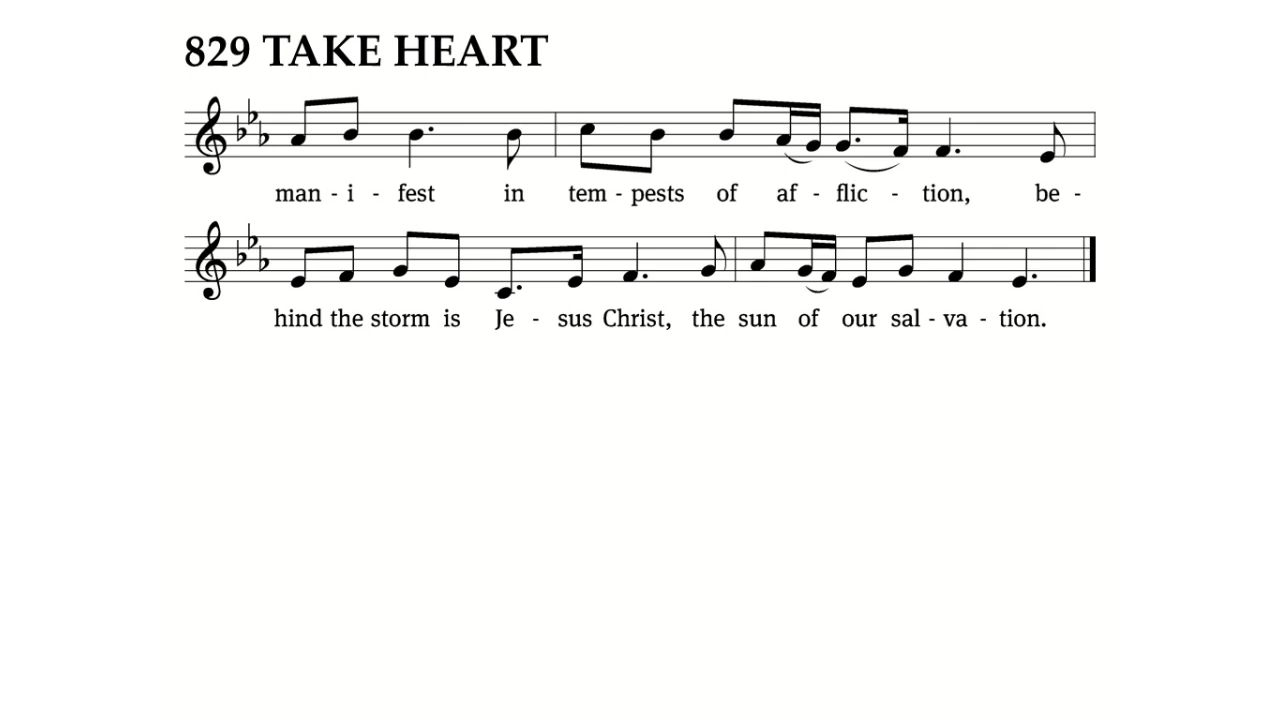 829 TAKE HEART
man - i - fest in tem - pests of af - flic - tion, be -
hind the storm is Je - sus Christ, the sun of our sal - va - tion.